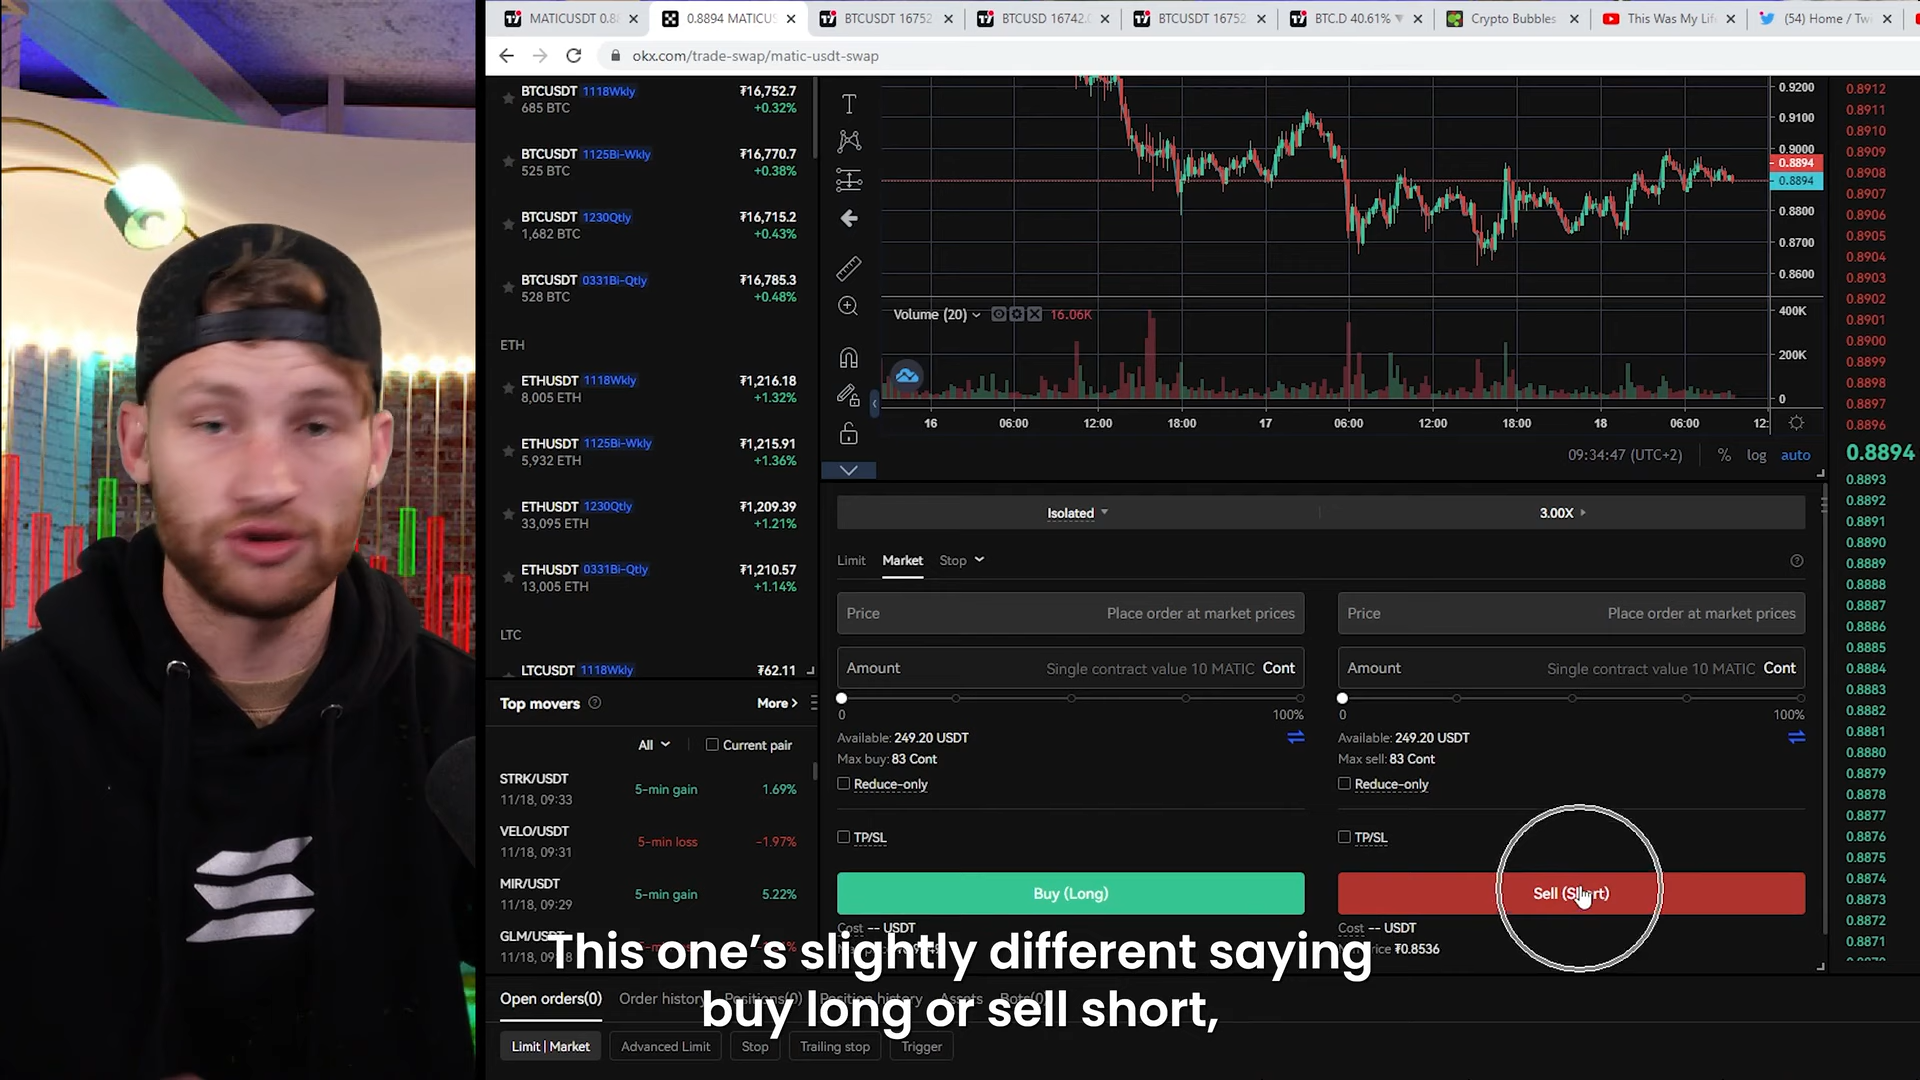 MATICUSDT 0.8
0.8894 MATICUS
BTCUSDT 16752
BTCUSD 16742.0
BTCUSDT 16752
BTC.D 40.61% ▼
Crypto Bubbles
This Was My Li
(54) Home / Tw
okx.com/trade-swap/matic-usdt-swap
BTCUSDT 1118Wkly ₮16,752.7
685 BTC +0.32%
BTCUSDT 1125Bi-Wkly ₮16,770.7
525 BTC +0.38%
BTCUSDT 1230Qtly ₮16,715.2
1,682 BTC +0.43%
BTCUSDT 0331Bi-Qtly ₮16,785.3
528 BTC +0.48%
ETH
ETHUSDT 1118Wkly ₮1,216.18
8,005 ETH +1.32%
ETHUSDT 1125Bi-Wkly ₮1,215.91
5,932 ETH +1.36%
ETHUSDT 1230Qtly ₮1,209.39
33,095 ETH +1.21%
ETHUSDT 0331Bi-Qtly ₮1,210.57
13,005 ETH +1.14%
LTC
LTCUSDT 1118Wkly ₮62.11
Top movers More >
All Current pair
STRK/USDT 5-min gain 1.69%
11/18, 09:33
VELO/USDT 5-min loss -1.97%
11/18, 09:31
MIR/USDT 5-min gain 5.22%
11/18, 09:29
GLM/USDT
0.9200
0.9100
0.9000
0.8894
0.8894
0.8800
0.8700
0.8600
Volume (20) 16.06K
400K
200K
0
16 06:00 12:00 18:00 17 06:00 12:00 18:00 18 06:00 12:
09:34:47 (UTC+2) % log auto
Isolated 3.00X
Limit Market Stop
Price Place order at market prices
Amount Single contract value 10 MATIC Cont
0 100%
Available: 249.20 USDT
Max buy: 83 Cont
Reduce-only
TP/SL
Buy (Long)
Cost -- USDT
Price Place order at market prices
Amount Single contract value 10 MATIC Cont
0 100%
Available: 249.20 USDT
Max sell: 83 Cont
Reduce-only
TP/SL
Sell (Short)
Cost -- USDT
₮0.8536
0.8912
0.8911
0.8910
0.8909
0.8908
0.8907
0.8906
0.8905
0.8904
0.8903
0.8902
0.8901
0.8900
0.8899
0.8898
0.8897
0.8896
0.8894
0.8893
0.8892
0.8891
0.8890
0.8889
0.8888
0.8887
0.8886
0.8885
0.8884
0.8883
0.8882
0.8881
0.8880
0.8879
0.8878
0.8877
0.8876
0.8875
0.8874
0.8873
0.8872
0.8871
This one's slightly different saying
buy long or sell short,
Open orders(0) Order history Positions(0) Position history Assets Bots(0)
Limit | Market Advanced Limit Stop Trailing stop Trigger